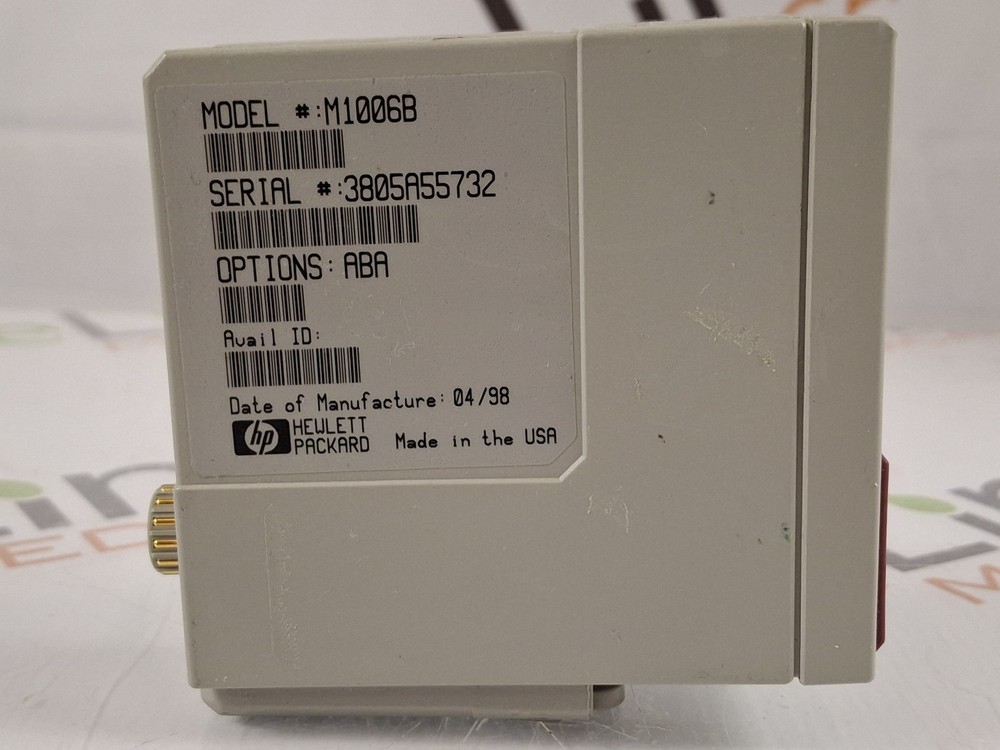 MODEL #:M1006B
SERIAL #:3805A55732
OPTIONS: ABA
Avail ID:
Date of Manufacture: 04/98
hp HEWLETT
PACKARD Made in the USA